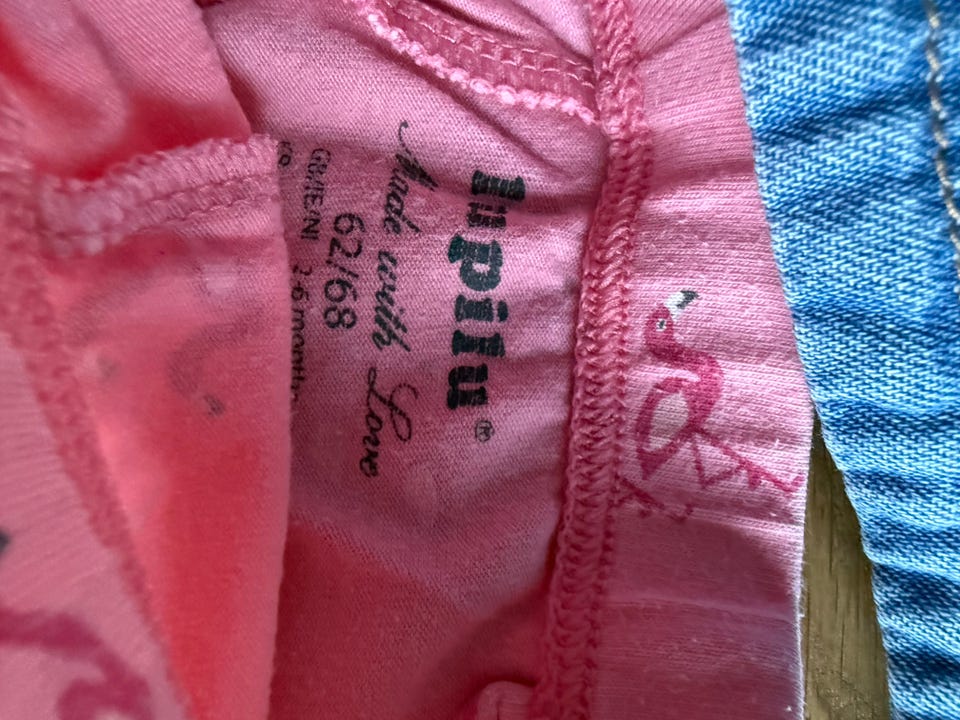 lupilu®
Made with Love
62/68
GB/IE/NI 2-6 months